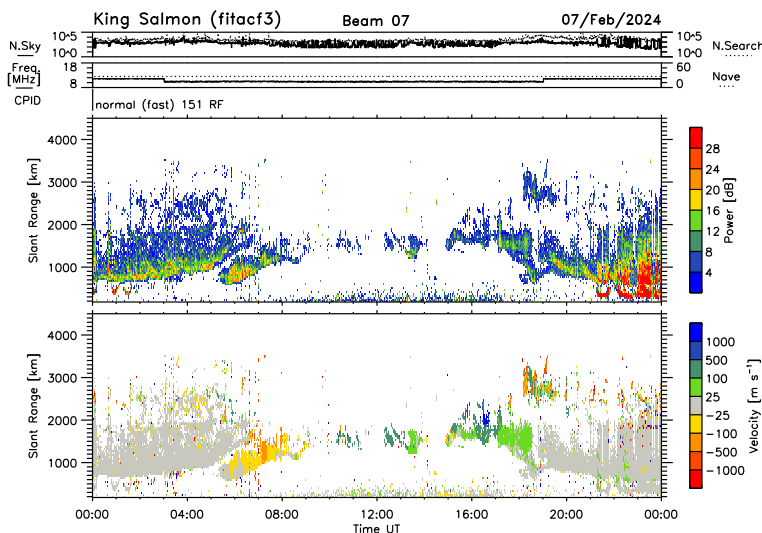 King Salmon (fitacf3) Beam 07 07/Feb/2024
N.Sky 10^5 10^5 N.Search
10^0 10^0
Freq. 18 60 Nave
[MHz] 8 0
CPID normal (fast) 151 RF
Slant Range [km]
4000
3000
2000
1000
Power [dB]
28
24
20
16
12
8
4
Slant Range [km]
4000
3000
2000
1000
Velocity [m s⁻¹]
1000
500
100
25
-25
-100
-500
-1000
00:00 04:00 08:00 12:00 16:00 20:00 00:00
Time UT